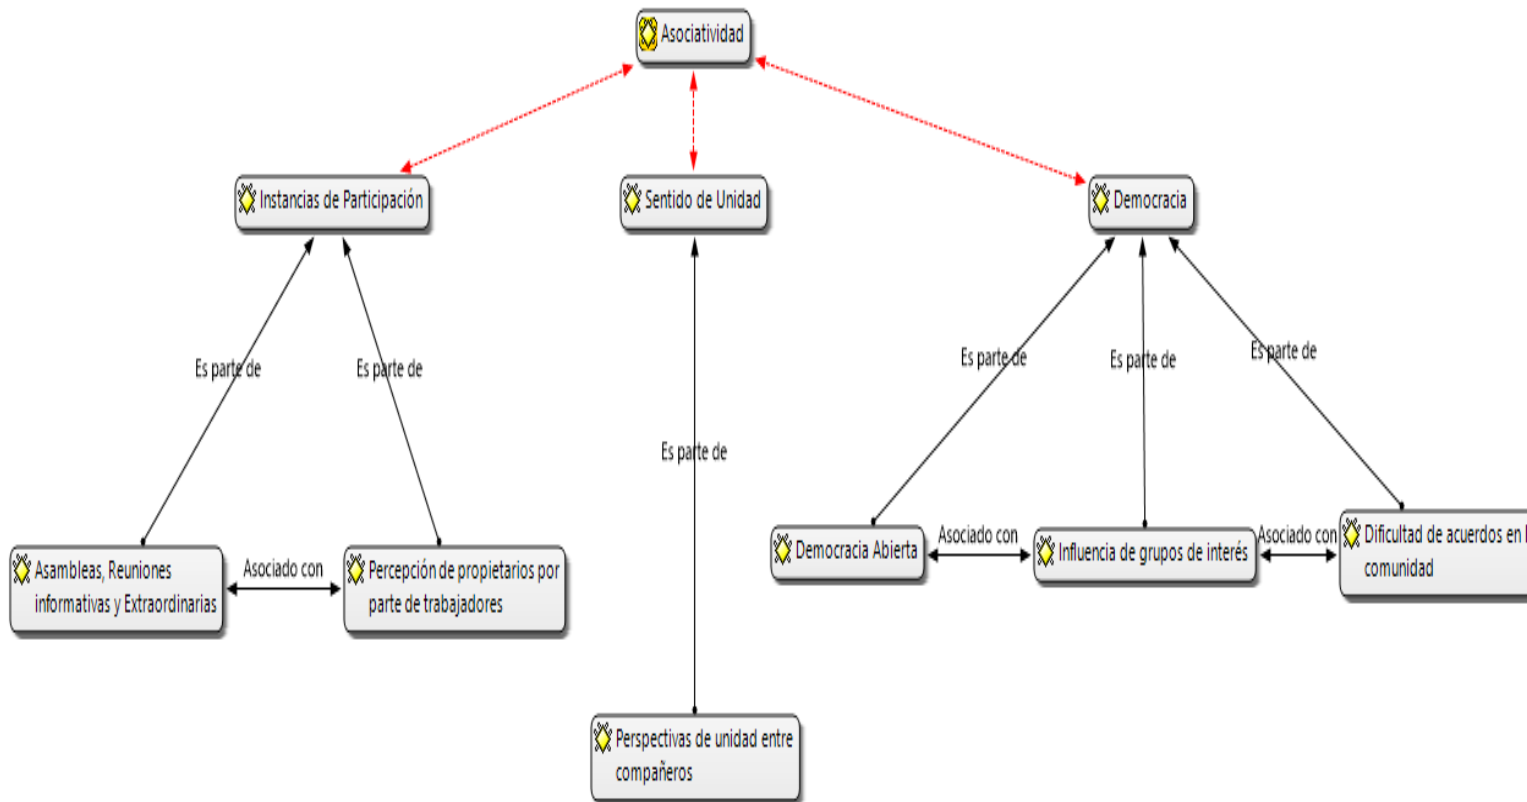 Asociatividad
Instancias de Participación
Sentido de Unidad
Democracia
Es parte de
Es parte de
Es parte de
Es parte de
Es parte de
Es parte de
Asambleas, Reuniones
informativas y Extraordinarias
Asociado con
Percepción de propietarios por
parte de trabajadores
Democracia Abierta
Asociado con
Influencia de grupos de interés
Asociado con
Dificultad de acuerdos en
comunidad
Perspectivas de unidad entre
compañeros